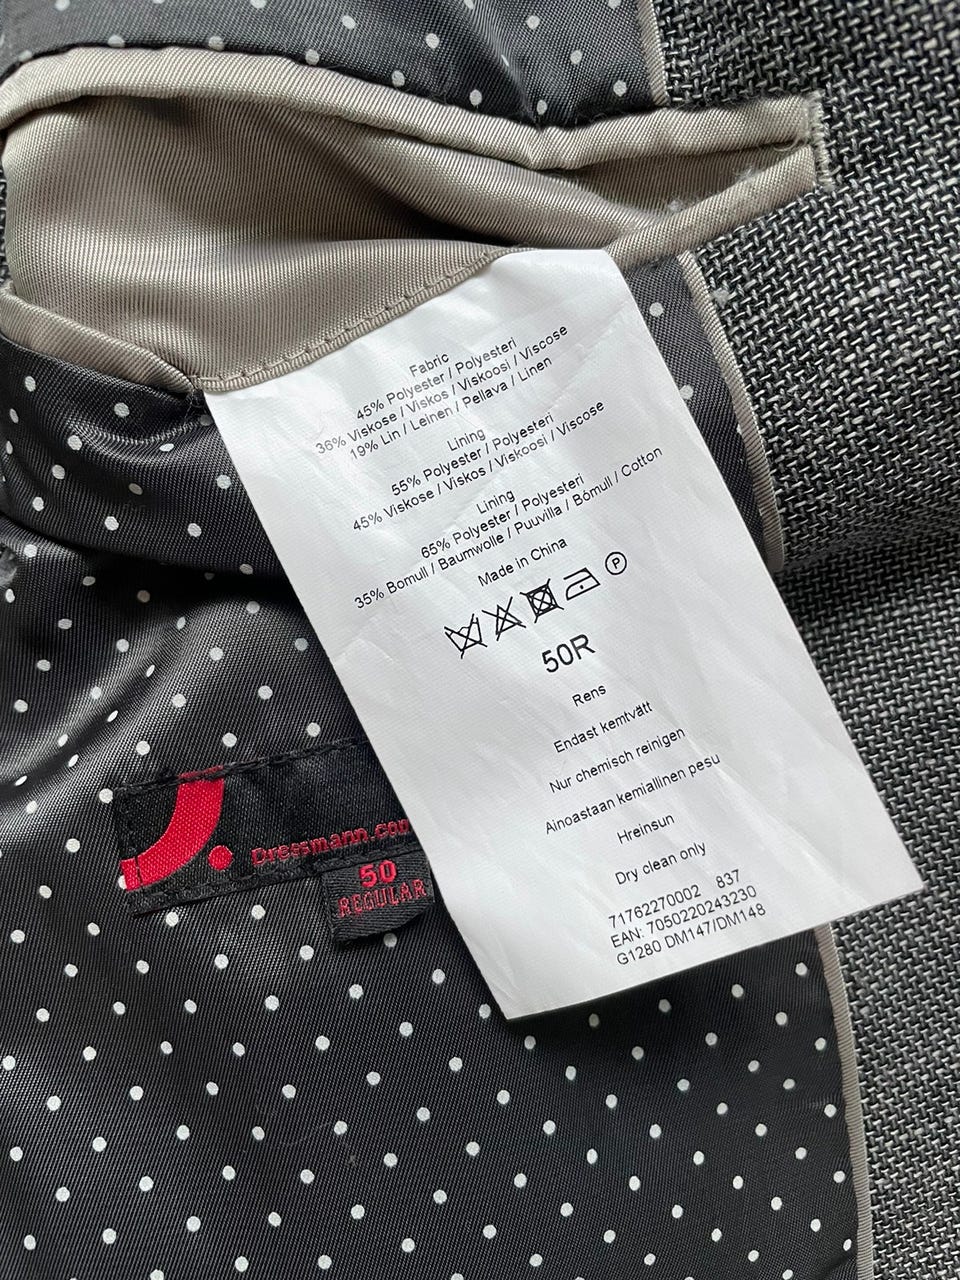 Fabric
45% Polyester / Polyesteri
36% Viskose / Viskos / Viskoosi / Viscose
19% Lin / Leinen / Pellava / Linen
Lining
55% Polyester / Polyesteri
45% Viskose / Viskos / Viskoosi / Viscose
Lining
65% Polyester / Polyesteri
35% Bomull / Baumwolle / Puuvilla / Bómull / Cotton
Made in China
P
50R
Rens
Endast kemtvätt
Nur chemisch reinigen
Ainoastaan kemiallinen pesu
Hreinsun
Dry clean only
71762270002 837
EAN: 7050220243230
G1280 DM147/DM148
Dressmann.com
50
REGULAR